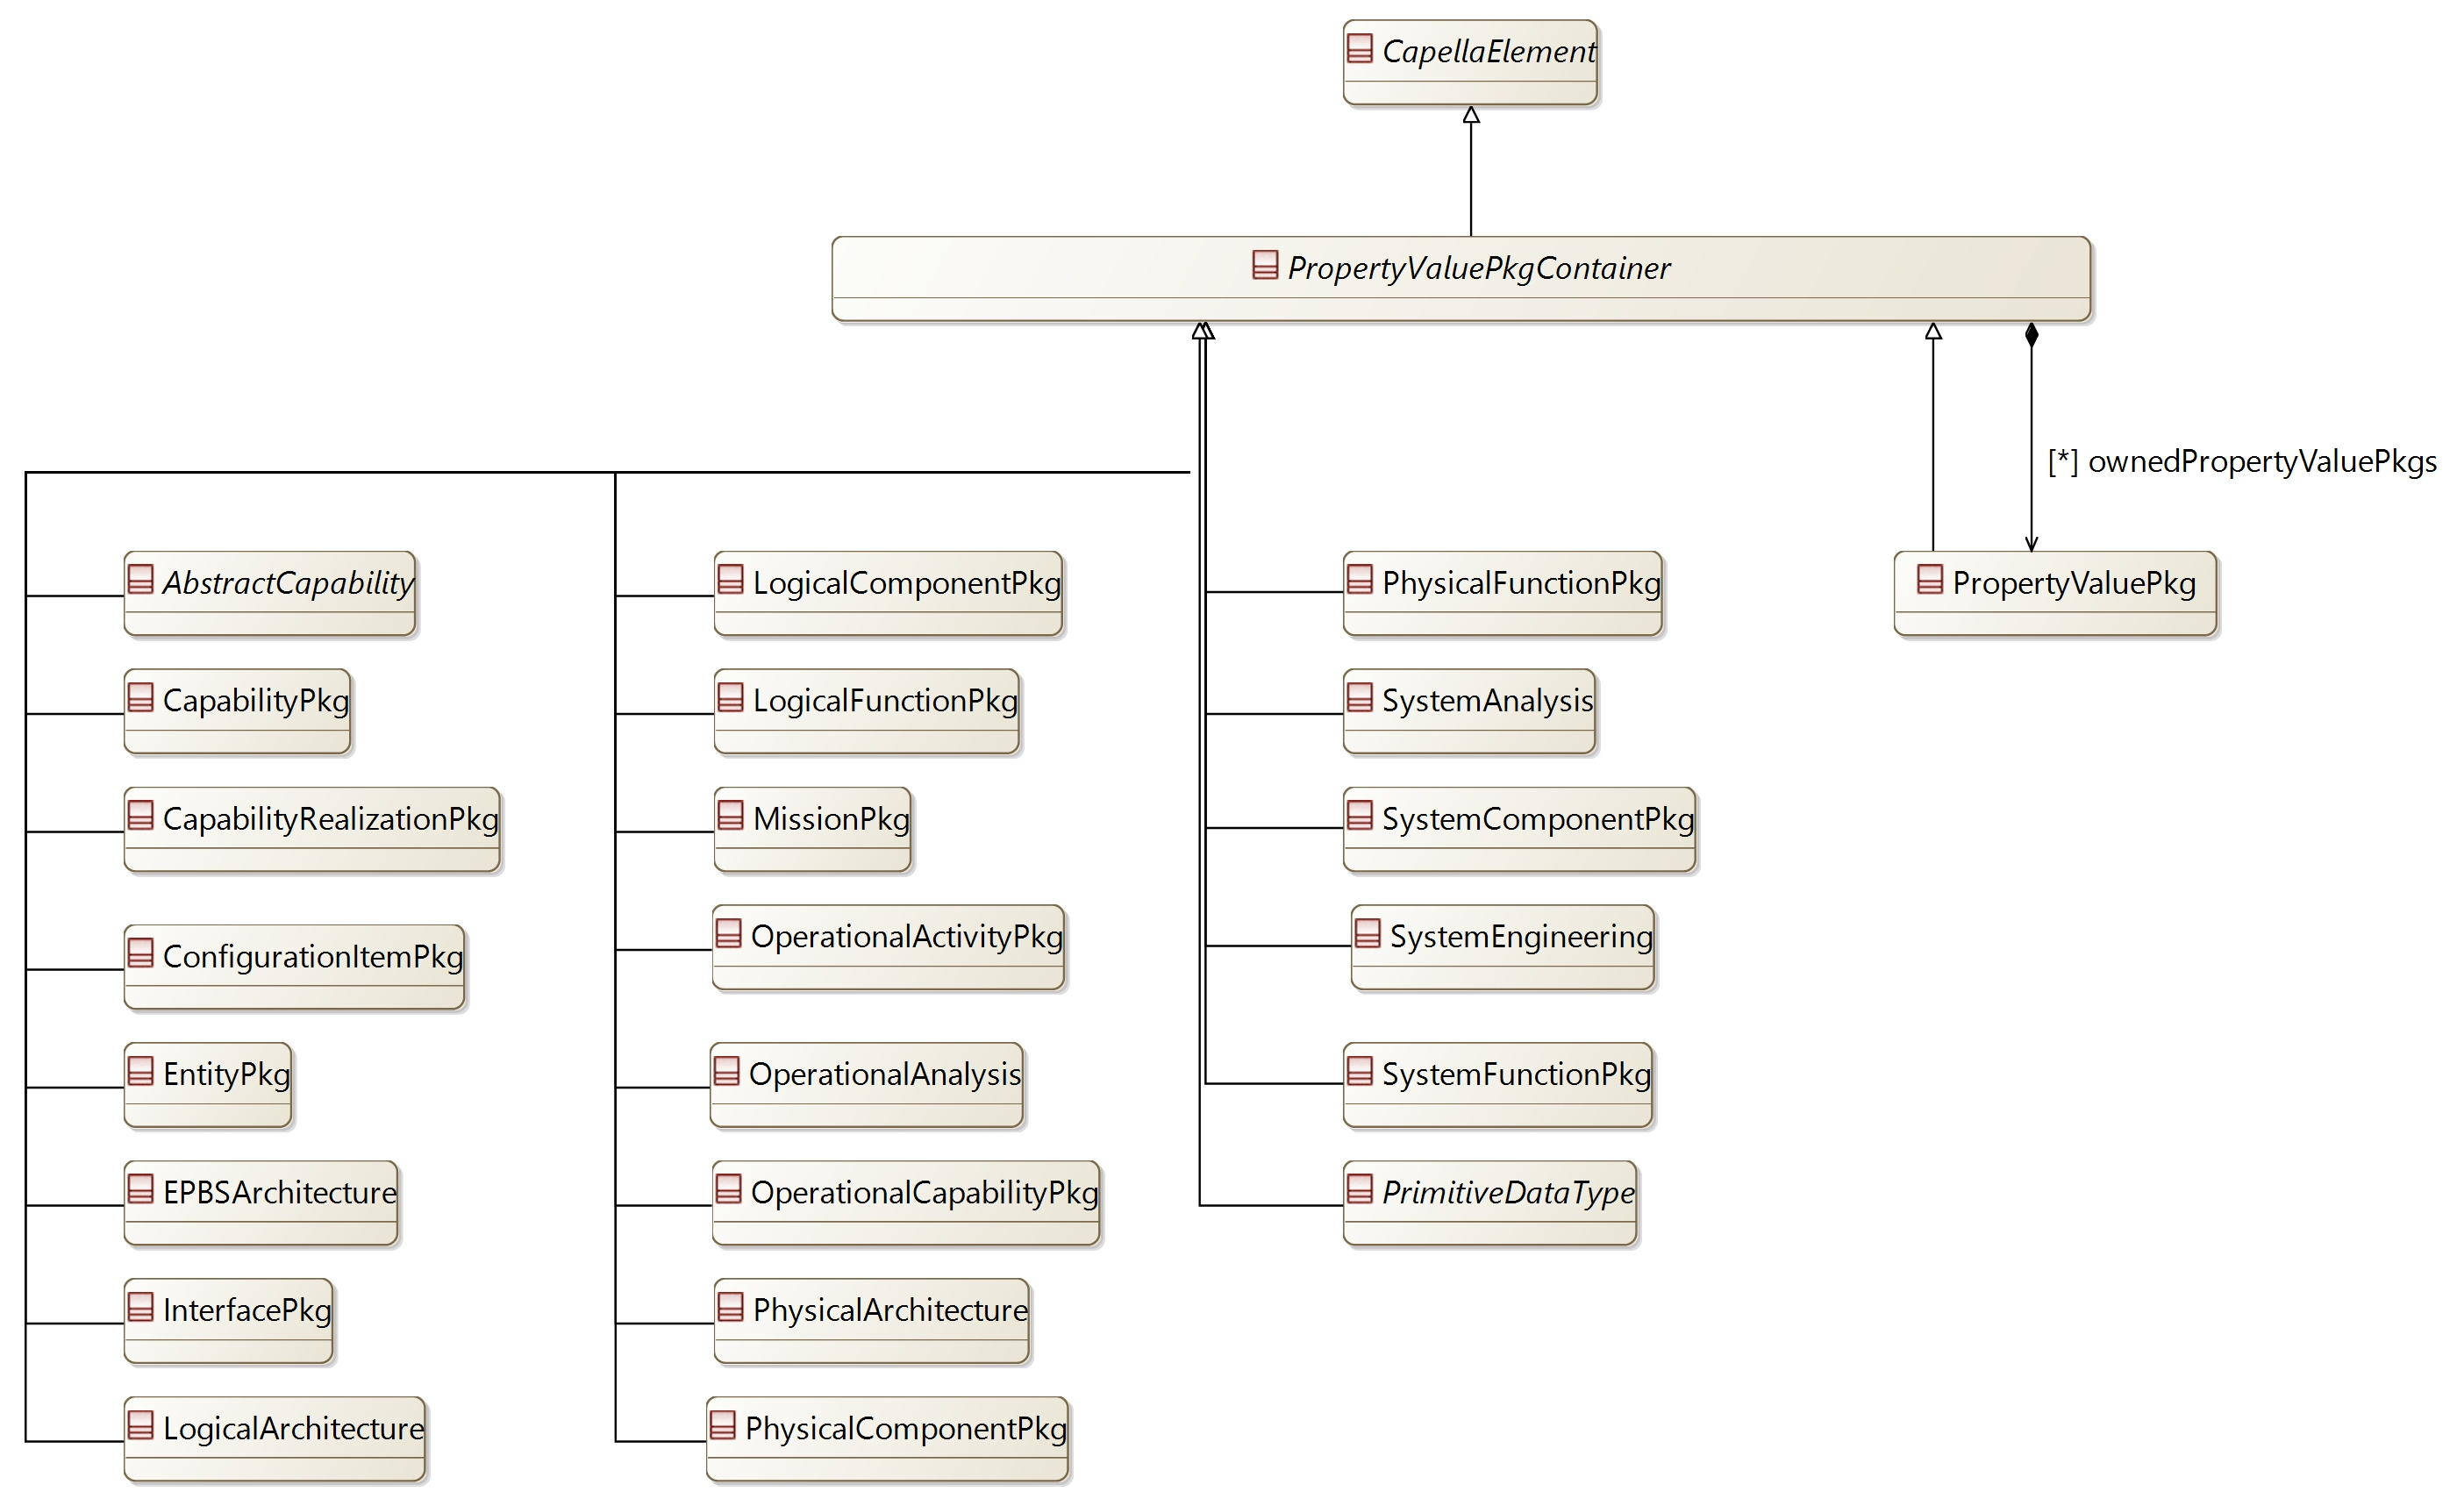 CapellaElement
PropertyValuePkgContainer
[*] ownedPropertyValuePkgs
AbstractCapability
LogicalComponentPkg
PhysicalFunctionPkg
PropertyValuePkg
CapabilityPkg
LogicalFunctionPkg
SystemAnalysis
CapabilityRealizationPkg
MissionPkg
SystemComponentPkg
ConfigurationItemPkg
OperationalActivityPkg
SystemEngineering
EntityPkg
OperationalAnalysis
SystemFunctionPkg
EPBSArchitecture
OperationalCapabilityPkg
PrimitiveDataType
InterfacePkg
PhysicalArchitecture
LogicalArchitecture
PhysicalComponentPkg